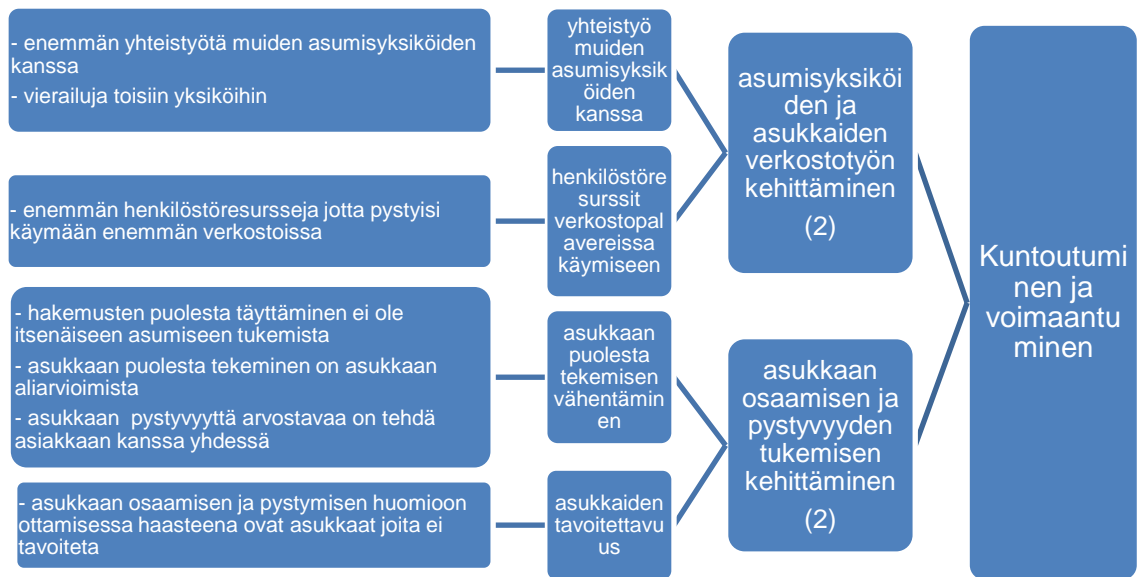 - enemmän yhteistyötä muiden asumisyksiköiden
kanssa
- vierailuja toisiin yksiköihin
yhteistyö
muiden
asumisyksik
öiden
kanssa
- enemmän henkilöstöresursseja jotta pystyisi
käymään enemmän verkostoissa
henkilöstöre
surssit
verkostopal
avereissa
käymiseen
asumisyksiköi
den ja
asukkaiden
verkostotyön
kehittäminen
(2)
- hakemusten puolesta täyttäminen ei ole
itsenäiseen asumiseen tukemista
- asukkaan puolesta tekeminen on asukkaan
aliarvioimista
- asukkaan pystyvyyttä arvostavaa on tehdä
asiakkaan kanssa yhdessä
asukkaan
puolesta
tekemisen
vähentämin
en
- asukkaan osaamisen ja pystymisen huomioon
ottamisessa haasteena ovat asukkaat joita ei
tavoiteta
asukkaiden
tavoitettavu
us
asukkaan
osaamisen ja
pystyvyyden
tukemisen
kehittäminen
(2)
Kuntoutumi
nen ja
voimaantu
minen